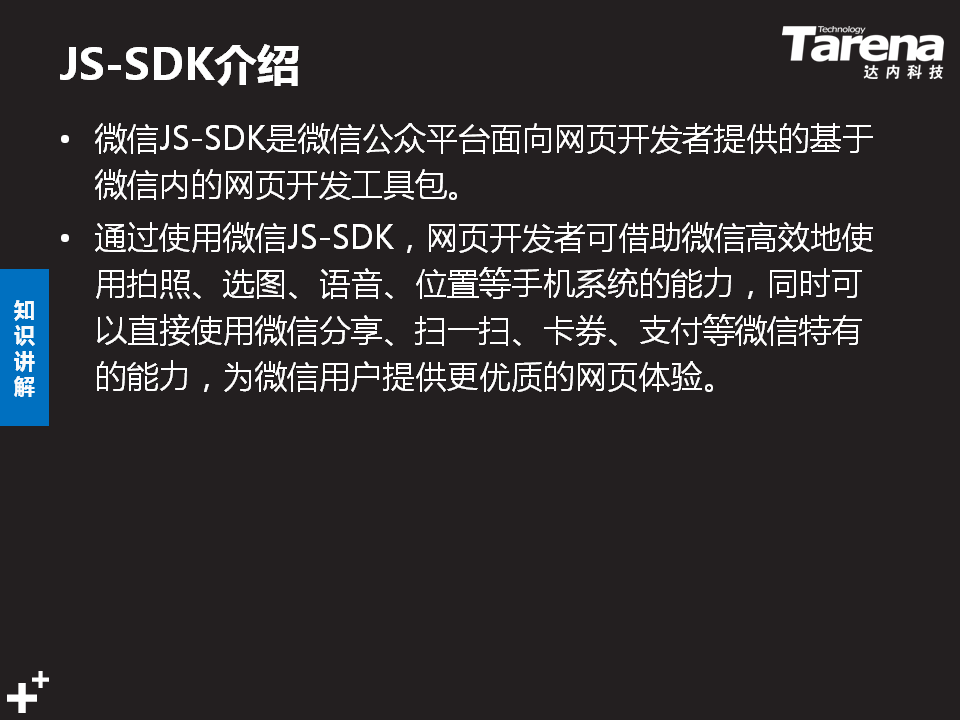 JS-SDK介绍
Technology
Tarena
达内科技
• 微信JS-SDK是微信公众平台面向网页开发者提供的基于
微信内的网页开发工具包。
• 通过使用微信JS-SDK，网页开发者可借助微信高效地使
用拍照、选图、语音、位置等手机系统的能力，同时可
以直接使用微信分享、扫一扫、卡券、支付等微信特有
的能力，为微信用户提供更优质的网页体验。
知
识
讲
解